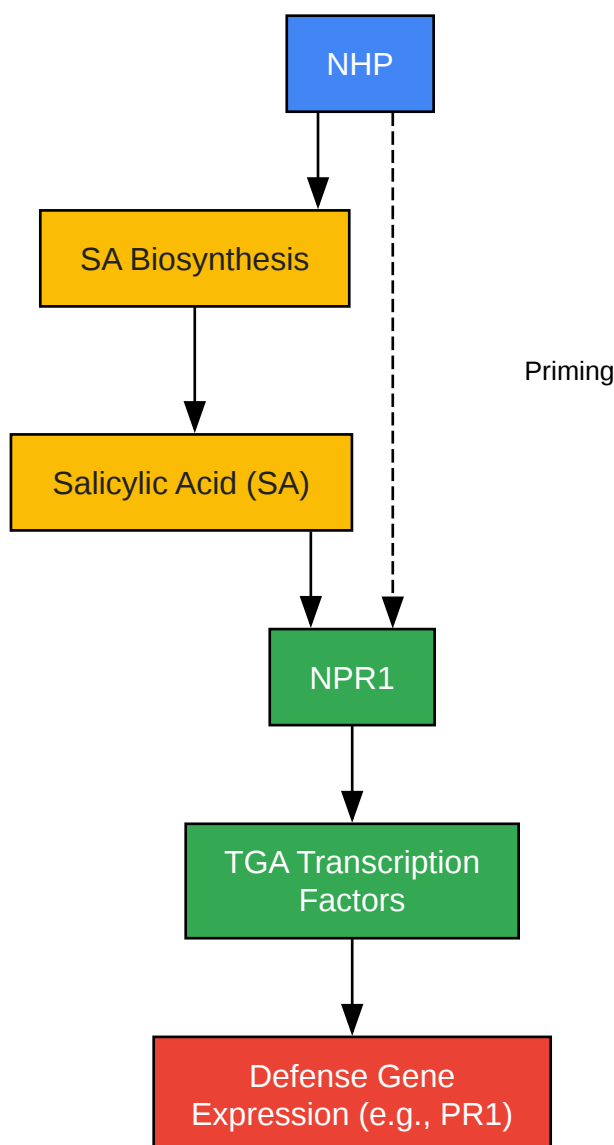 NHP
SA Biosynthesis
Priming
Salicylic Acid (SA)
NPR1
TGA Transcription
Factors
Defense Gene
Expression (e.g., PR1)